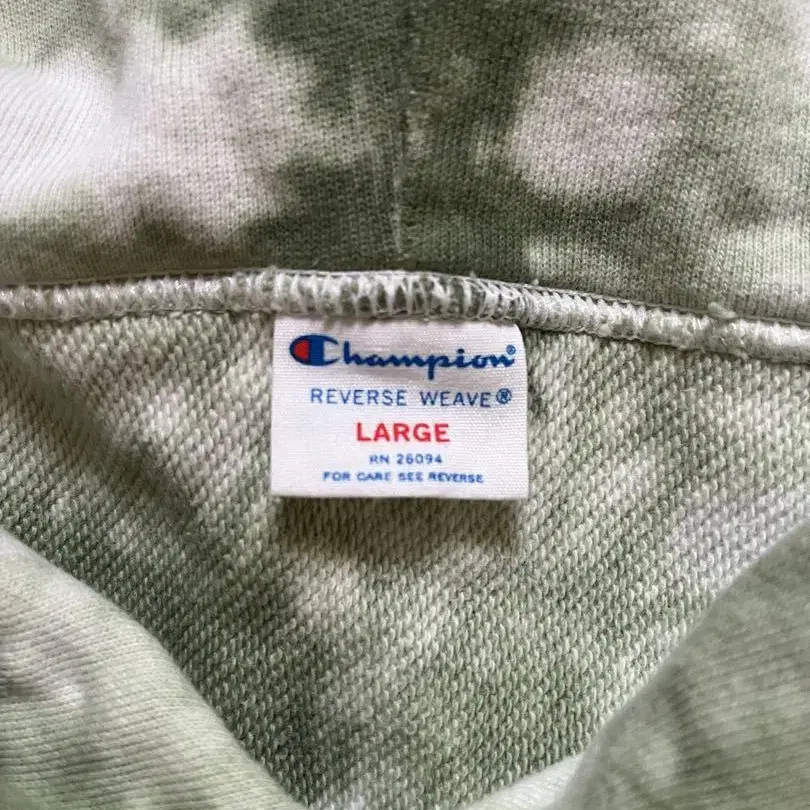 Champion®
REVERSE WEAVE®
LARGE
RN 26094
FOR CARE SEE REVERSE